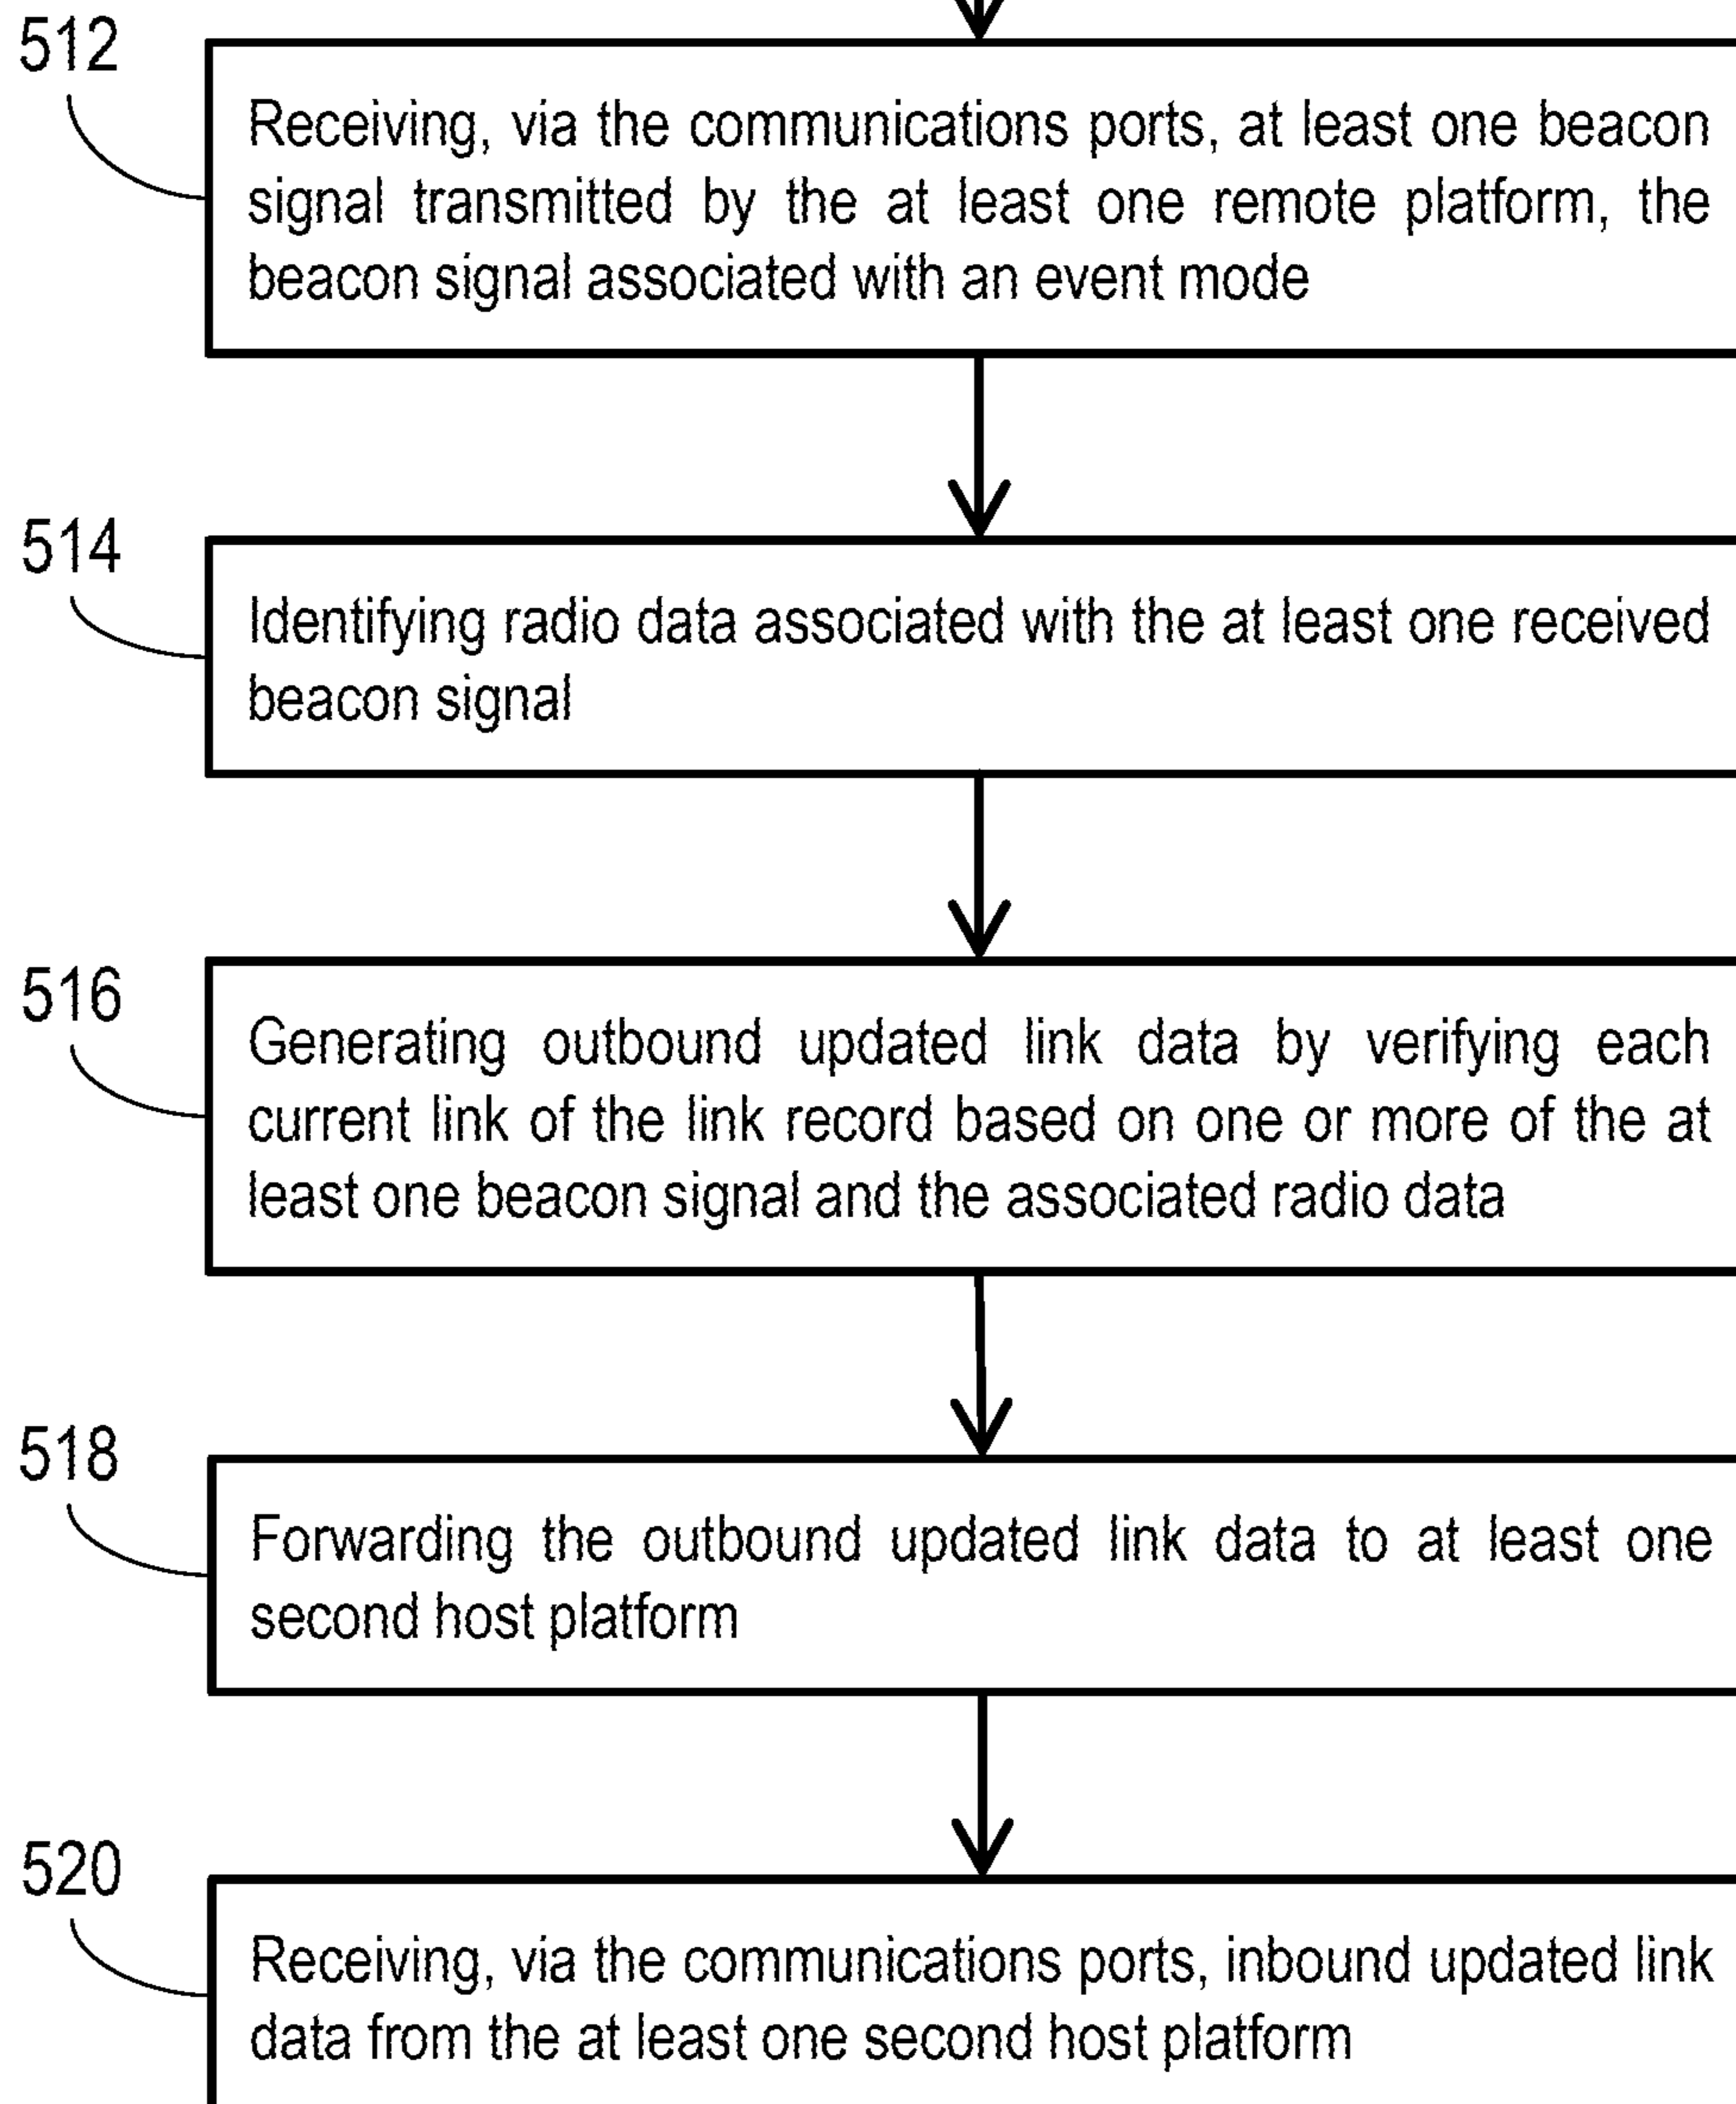 512
Receiving, via the communications ports, at least one beacon
signal transmitted by the at least one remote platform, the
beacon signal associated with an event mode
514
Identifying radio data associated with the at least one received
beacon signal
516
Generating outbound updated link data by verifying each
current link of the link record based on one or more of the at
least one beacon signal and the associated radio data
518
Forwarding the outbound updated link data to at least one
second host platform
520
Receiving, via the communications ports, inbound updated link
data from the at least one second host platform